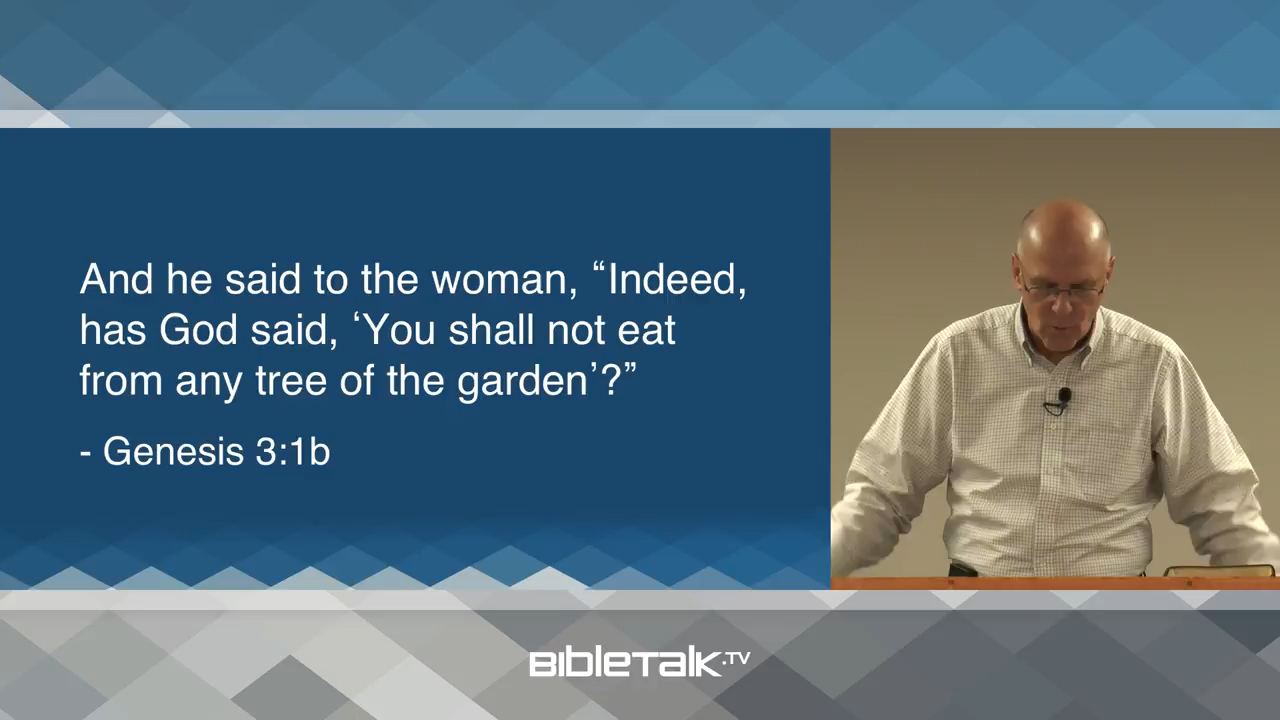 And he said to the woman, “Indeed,
has God said, ‘You shall not eat
from any tree of the garden’?”
- Genesis 3:1b
BIBLETALK.TV